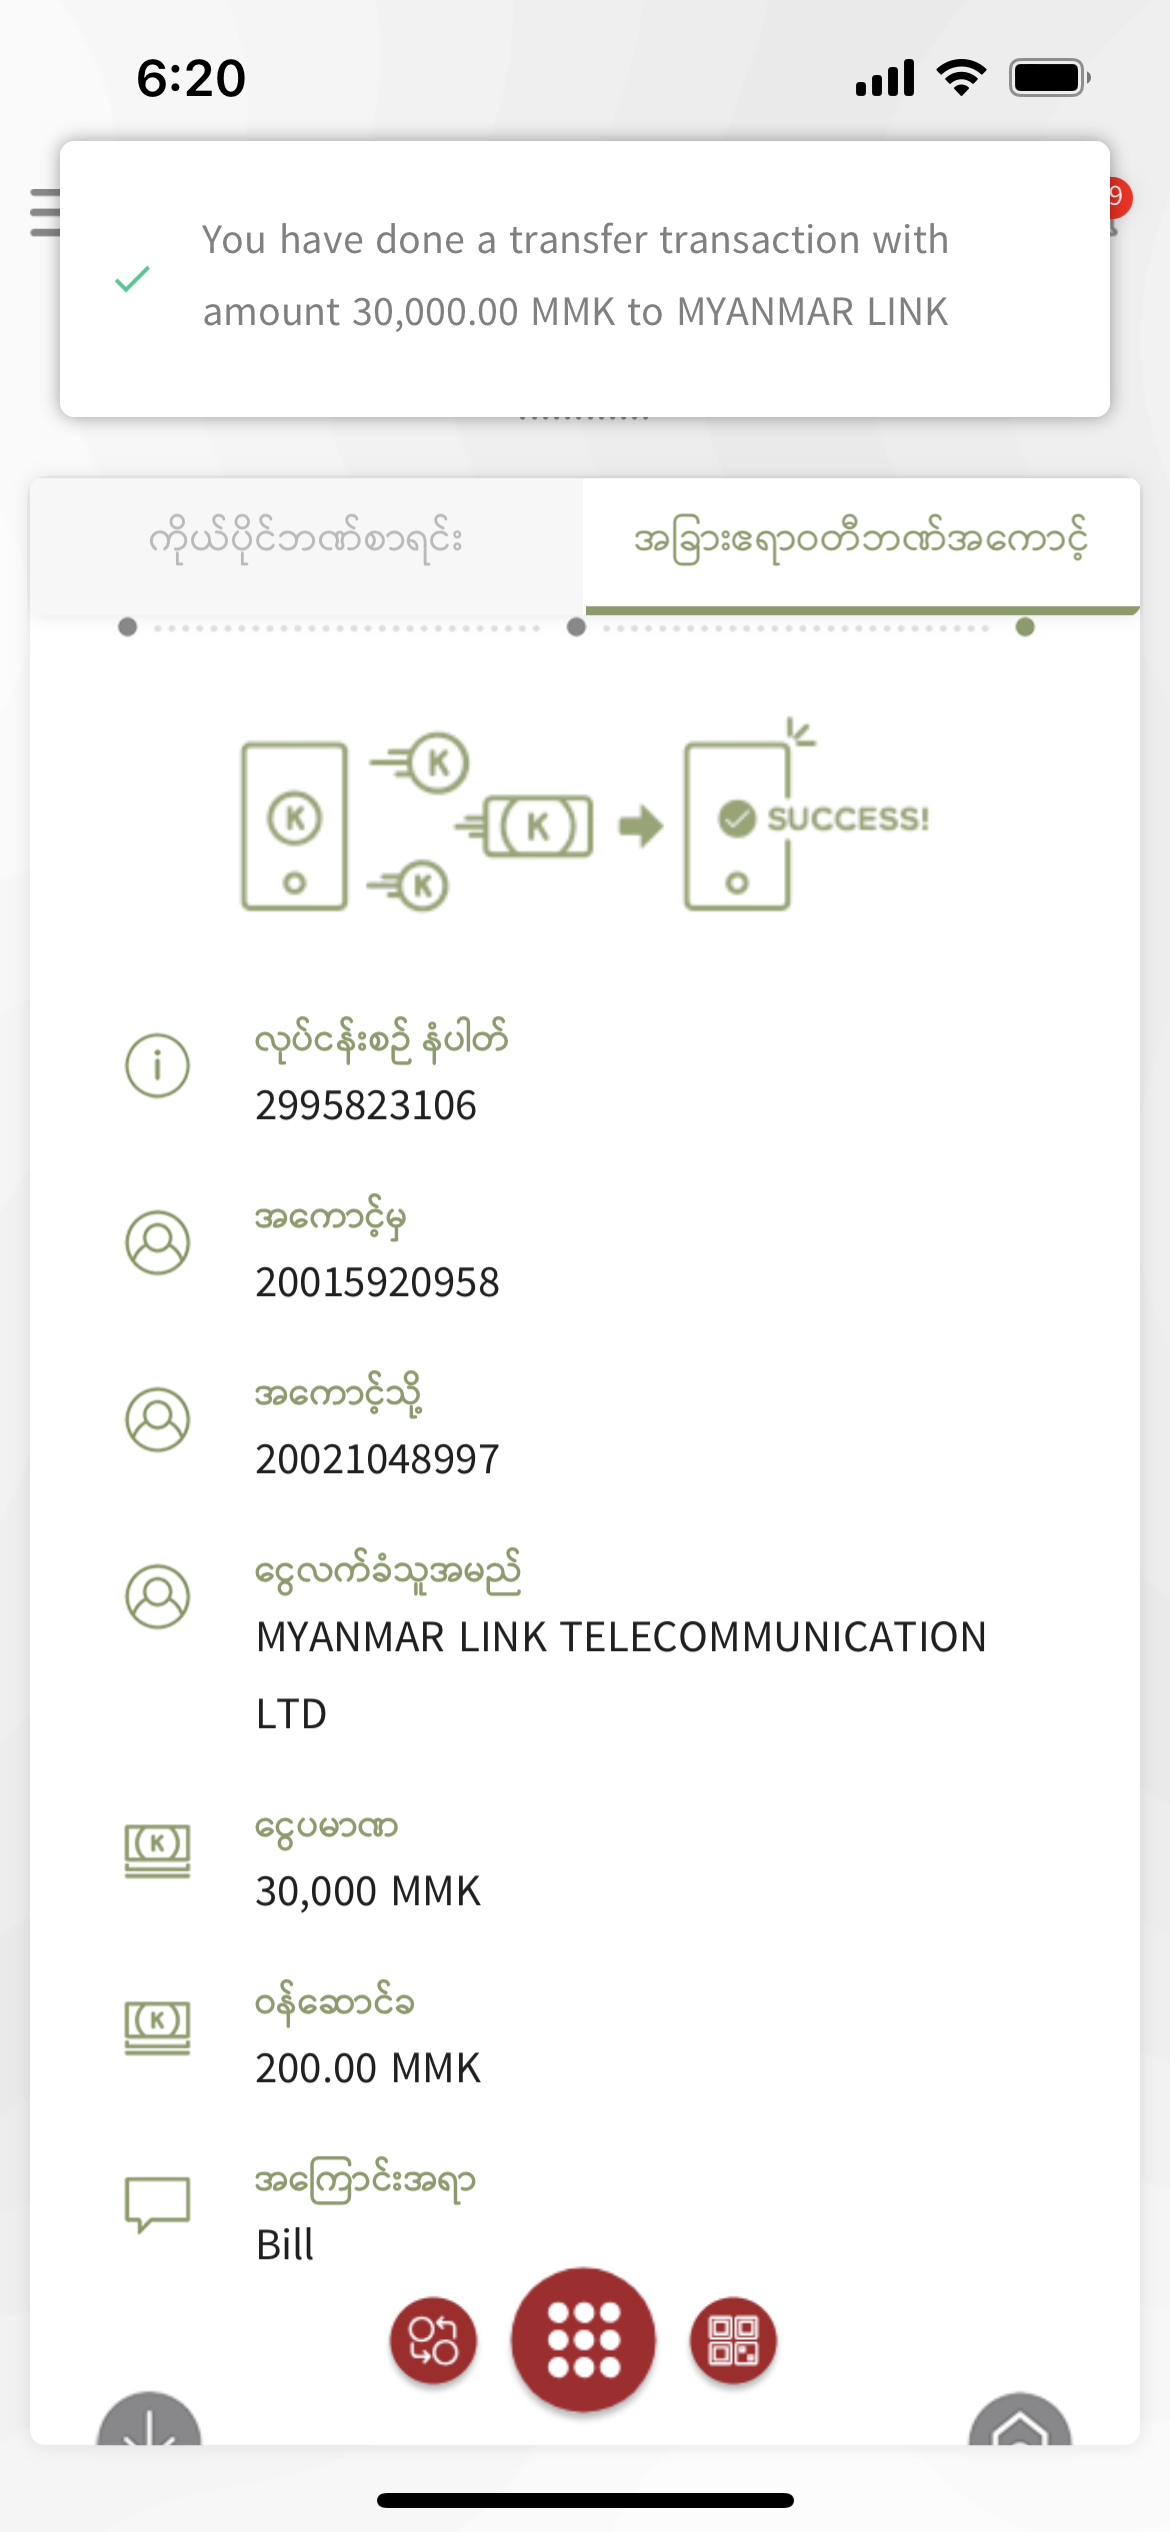 6:20
9
You have done a transfer transaction with
amount 30,000.00 MMK to MYANMAR LINK
ကိုယ်ပိုင်ဘဏ်စာရင်း
အခြားဧရာဝတီဘဏ်အကောင့်
K
K
K
K
SUCCESS!
လုပ်ငန်းစဉ် နံပါတ်
2995823106
အကောင့်မှ
20015920958
အကောင့်သို့
20021048997
ငွေလက်ခံသူအမည်
MYANMAR LINK TELECOMMUNICATION
LTD
ငွေပမာဏ
K
30,000 MMK
ဝန်ဆောင်ခ
K
200.00 MMK
အကြောင်းအရာ
Bill